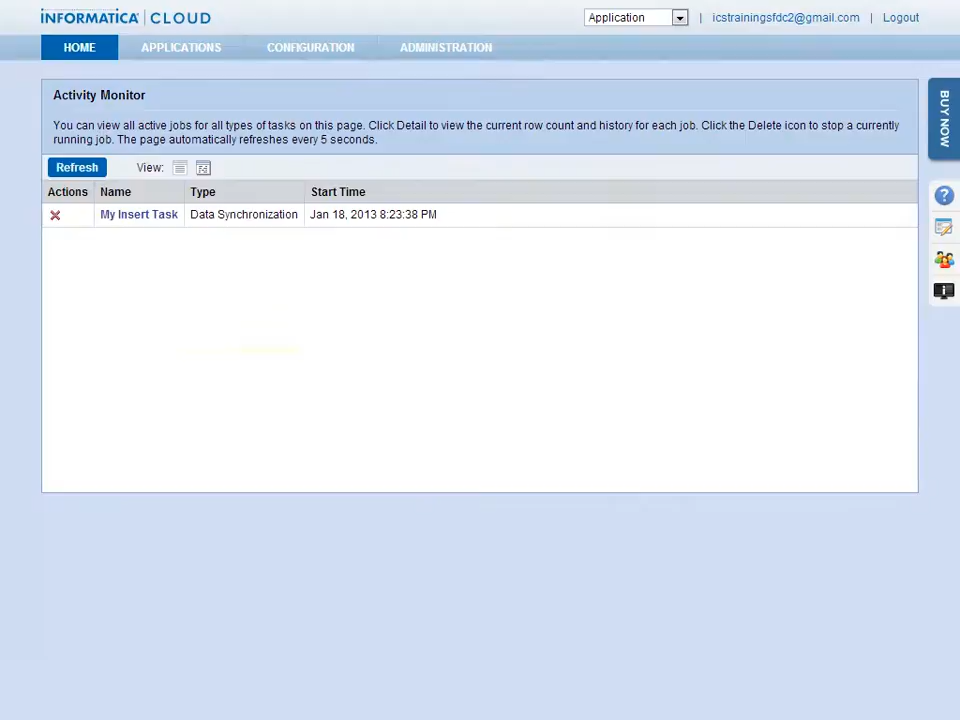 INFORMATICA CLOUD
Application | icstrainingsfdc2@gmail.com | Logout
HOME APPLICATIONS CONFIGURATION ADMINISTRATION
BUY NOW
Activity Monitor
You can view all active jobs for all types of tasks on this page. Click Detail to view the current row count and history for each job. Click the Delete icon to stop a currently
running job. The page automatically refreshes every 5 seconds.
Refresh View:
Actions Name Type Start Time
My Insert Task Data Synchronization Jan 18, 2013 8:23:38 PM